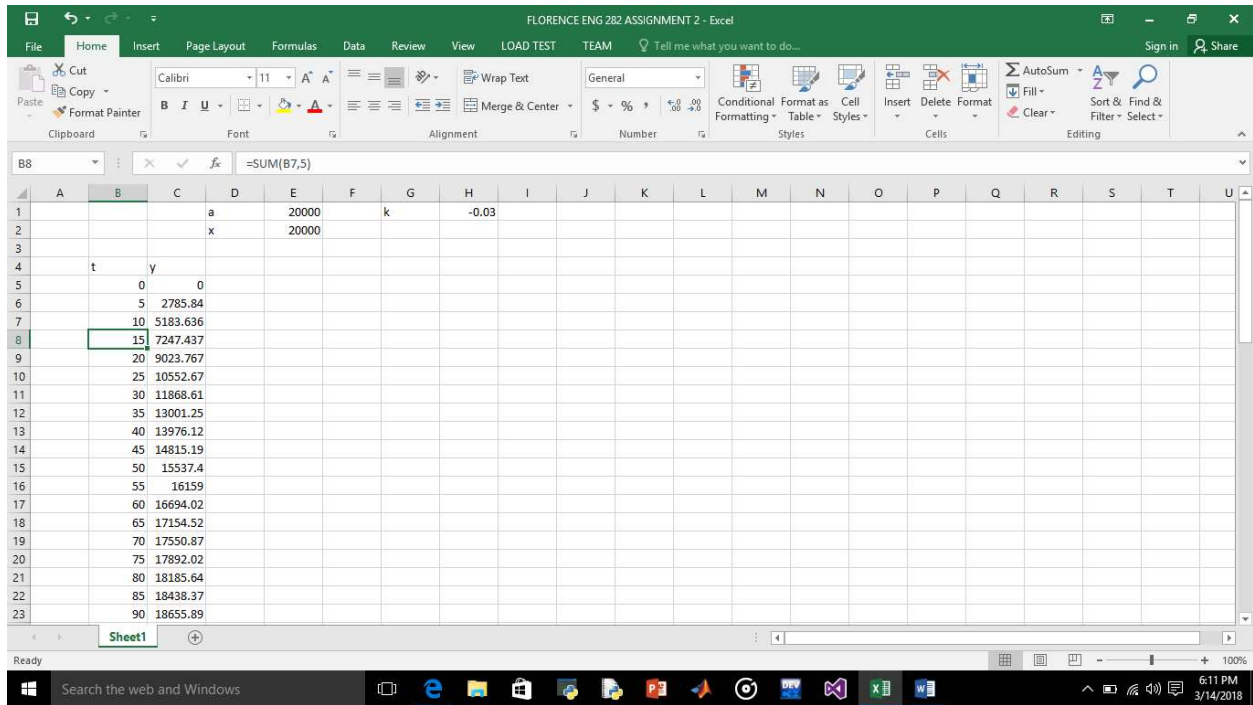 FLORENCE ENG 282 ASSIGNMENT 2 - Excel
File Home Insert Page Layout Formulas Data Review View LOAD TEST TEAM Tell me what you want to do... Sign in Share
Paste
Cut
Copy
Format Painter
Clipboard
Calibri 11
B I U
Font
Wrap Text
Merge & Center
Alignment
General
$ % ,
Number
Conditional Formatting
Format as Table
Cell Styles
Styles
Insert Delete Format
Cells
AutoSum
Fill
Clear
Sort & Filter
Find & Select
Editing
B8 fx =SUM(B7,5)
A B C D E F G H I J K L M N O P Q R S T U
1 a 20000 k -0.03
2 x 20000
3
4 t y
5 0 0
6 5 2785.84
7 10 5183.636
8 15 7247.437
9 20 9023.767
10 25 10552.67
11 30 11868.61
12 35 13001.25
13 40 13976.12
14 45 14815.19
15 50 15537.4
16 55 16159
17 60 16694.02
18 65 17154.52
19 70 17550.87
20 75 17892.02
21 80 18185.64
22 85 18438.37
23 90 18655.89
Sheet1
Ready 100%
Search the web and Windows
6:11 PM
3/14/2018